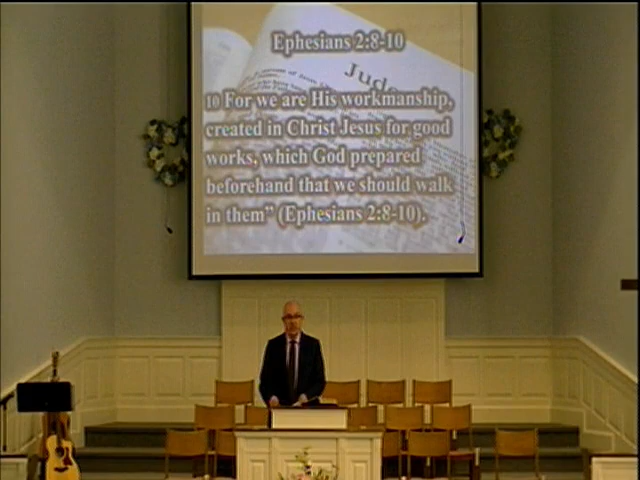 Ephesians 2:8-10
Jud
10 For we are His workmanship,
created in Christ Jesus for good
works, which God prepared
beforehand that we should walk
in them” (Ephesians 2:8-10).